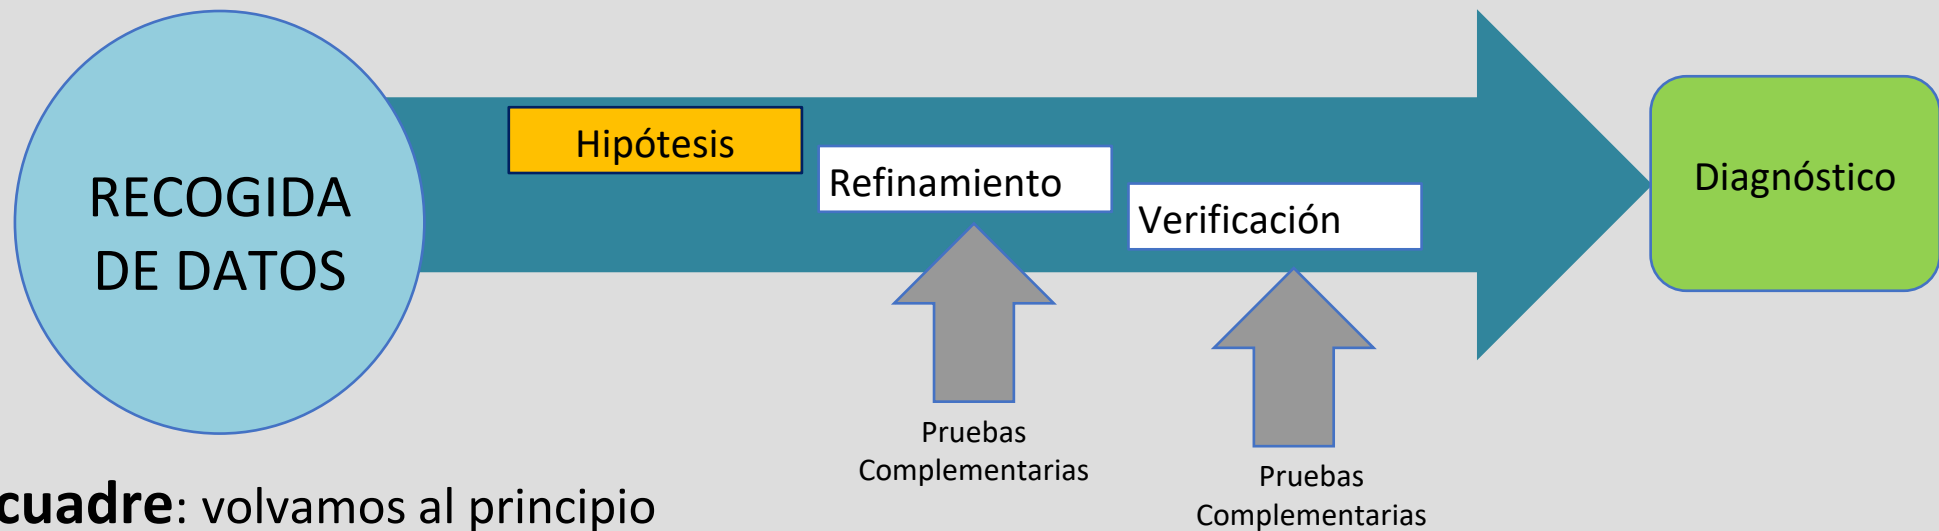 RECOGIDA
DE DATOS
Hipótesis
Refinamiento
Verificación
Diagnóstico
Pruebas
Complementarias
Pruebas
Complementarias
cuadre: volvamos al principio